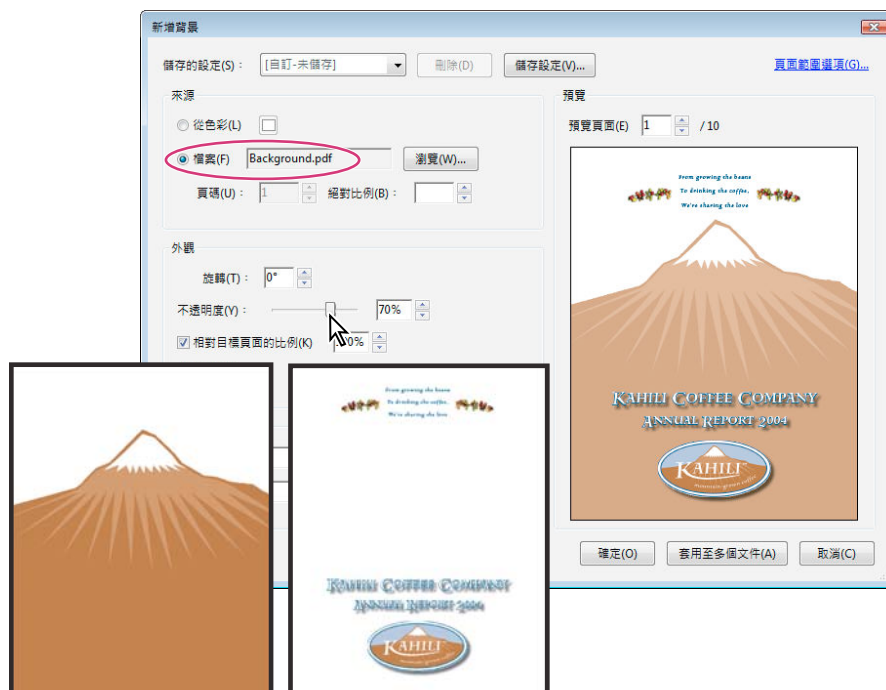 新增背景
儲存的設定(S)： [自訂-未儲存] 刪除(D) 儲存設定(V)... 頁面範圍選項(G)...
來源
從色彩(L)
檔案(F) Background.pdf 瀏覽(W)...
頁碼(U)： 1 絕對比例(B)：
外觀
旋轉(T)： 0°
不透明度(Y)： 70%
相對目標頁面的比例(K)
預覽
預覽頁面(E) 1 / 10
From growing the beans
To drinking the coffee,
We're sharing the love
KAHILI COFFEE COMPANY
ANNUAL REPORT 2004
KAHILI
mountain-grown coffee
確定(O) 套用至多個文件(A) 取消(C)
From growing the beans
To drinking the coffee,
We're sharing the love
KAHILI COFFEE COMPANY
ANNUAL REPORT 2004
KAHILI